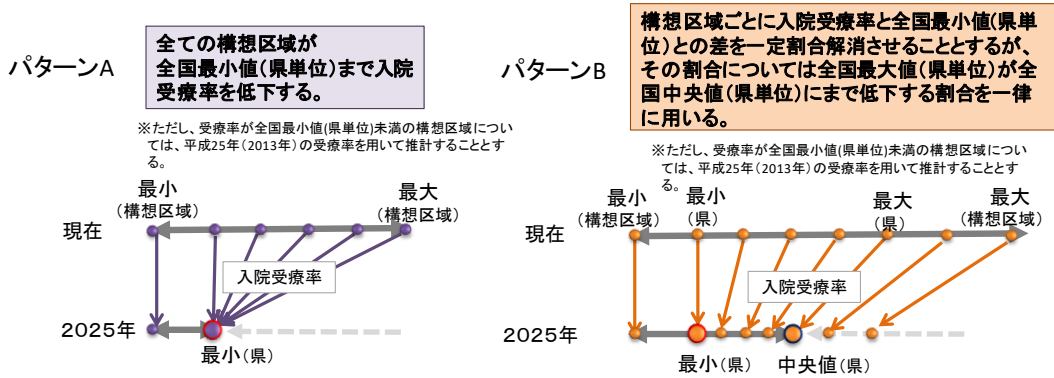 パターンA
全ての構想区域が
全国最小値(県単位)まで入院
受療率を低下する。
※ただし、受療率が全国最小値(県単位)未満の構想区域につい
ては、平成25年(2013年)の受療率を用いて推計することとす
る。
最小
(構想区域)
最大
(構想区域)
現在
入院受療率
2025年
最小(県)
パターンB
構想区域ごとに入院受療率と全国最小値(県単
位)との差を一定割合解消させることとするが、
その割合については全国最大値(県単位)が全
国中央値(県単位)にまで低下する割合を一律
に用いる。
※ただし、受療率が全国最小値(県単位)未満の構想区域につい
ては、平成25年(2013年)の受療率を用いて推計することとす
る。
最小
(構想区域)
最小
(県)
最大
(県)
最大
(構想区域)
現在
入院受療率
2025年
最小(県)
中央値(県)